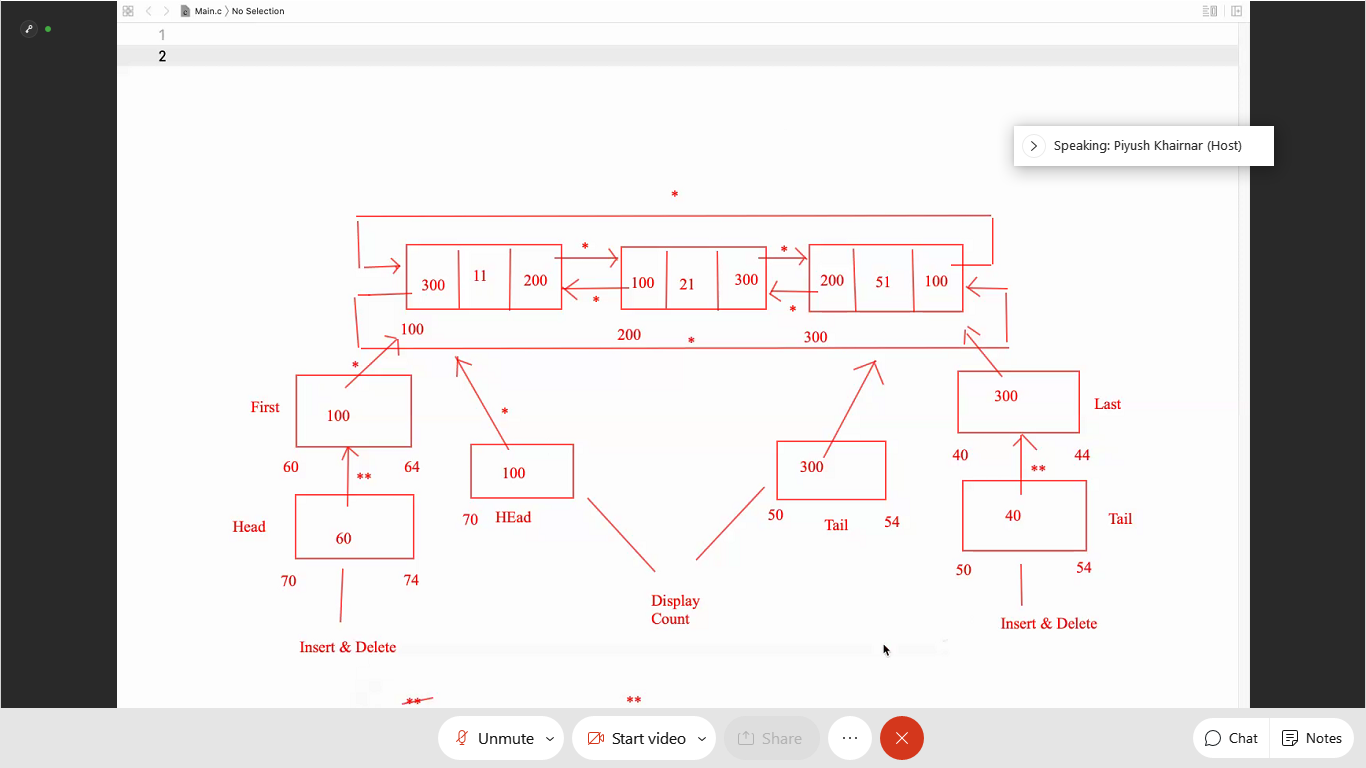 Main.c 〉 No Selection
1
2
Speaking: Piyush Khairnar (Host)
*
* *
300 11 200 100 21 300 200 51 100
* *
100 200 * 300
*
First 100 300 Last
*
60 64 40 44
** **
100 300
Head 60 70 HEad 50 Tail 54 40 Tail
70 74 50 54
Display
Count
Insert & Delete
Insert & Delete
** **
Unmute Start video Share ... Chat Notes